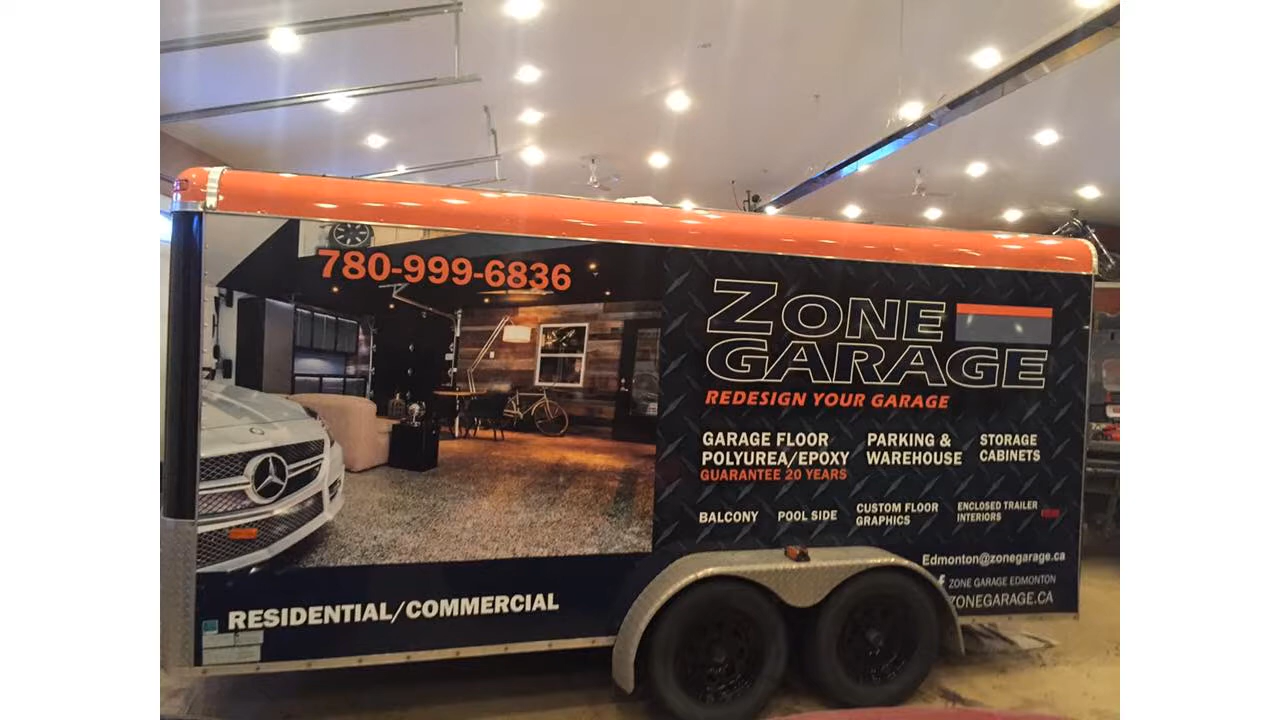 780-999-6836
ZONE
GARAGE
REDESIGN YOUR GARAGE
GARAGE FLOOR
POLYUREA/EPOXY
GUARANTEE 20 YEARS
PARKING &
WAREHOUSE
STORAGE
CABINETS
BALCONY
POOL SIDE
CUSTOM FLOOR
GRAPHICS
ENCLOSED TRAILER
INTERIORS
Edmonton@zonegarage.ca
f ZONE GARAGE EDMONTON
ZONEGARAGE.CA
RESIDENTIAL/COMMERCIAL